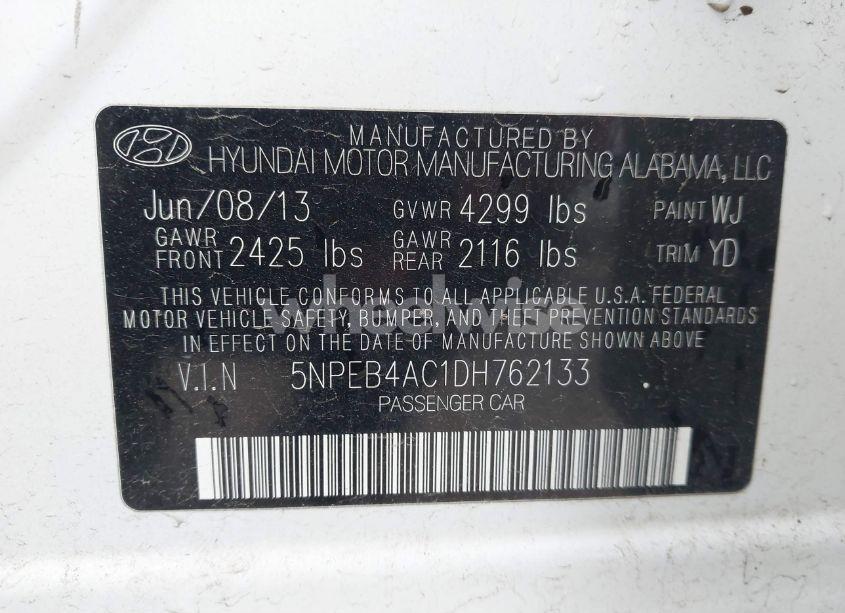 MANUFACTURED BY
HYUNDAI MOTOR MANUFACTURING ALABAMA, LLC
Jun/08/13 GVWR 4299 lbs PAINT WJ
GAWR FRONT 2425 lbs GAWR REAR 2116 lbs TRIM YD
THIS VEHICLE CONFORMS TO ALL APPLICABLE U.S.A. FEDERAL
MOTOR VEHICLE SAFETY, BUMPER, AND THEFT PREVENTION STANDARDS
IN EFFECT ON THE DATE OF MANUFACTURE SHOWN ABOVE
wheelwise
V.I.N 5NPEB4AC1DH762133
PASSENGER CAR